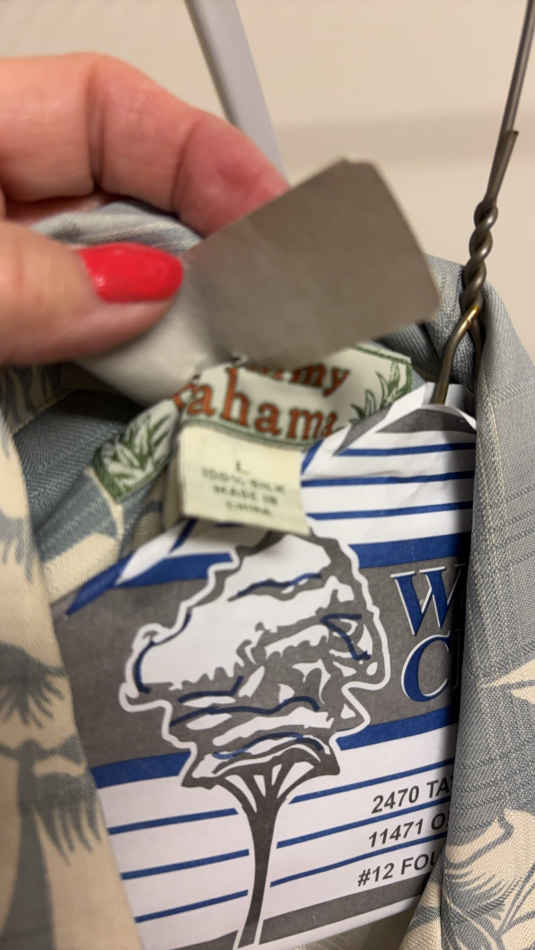 ahama
L
100% SILK
MADE IN
CHINA
W
C
2470 TA
11471 O
#12 FOU